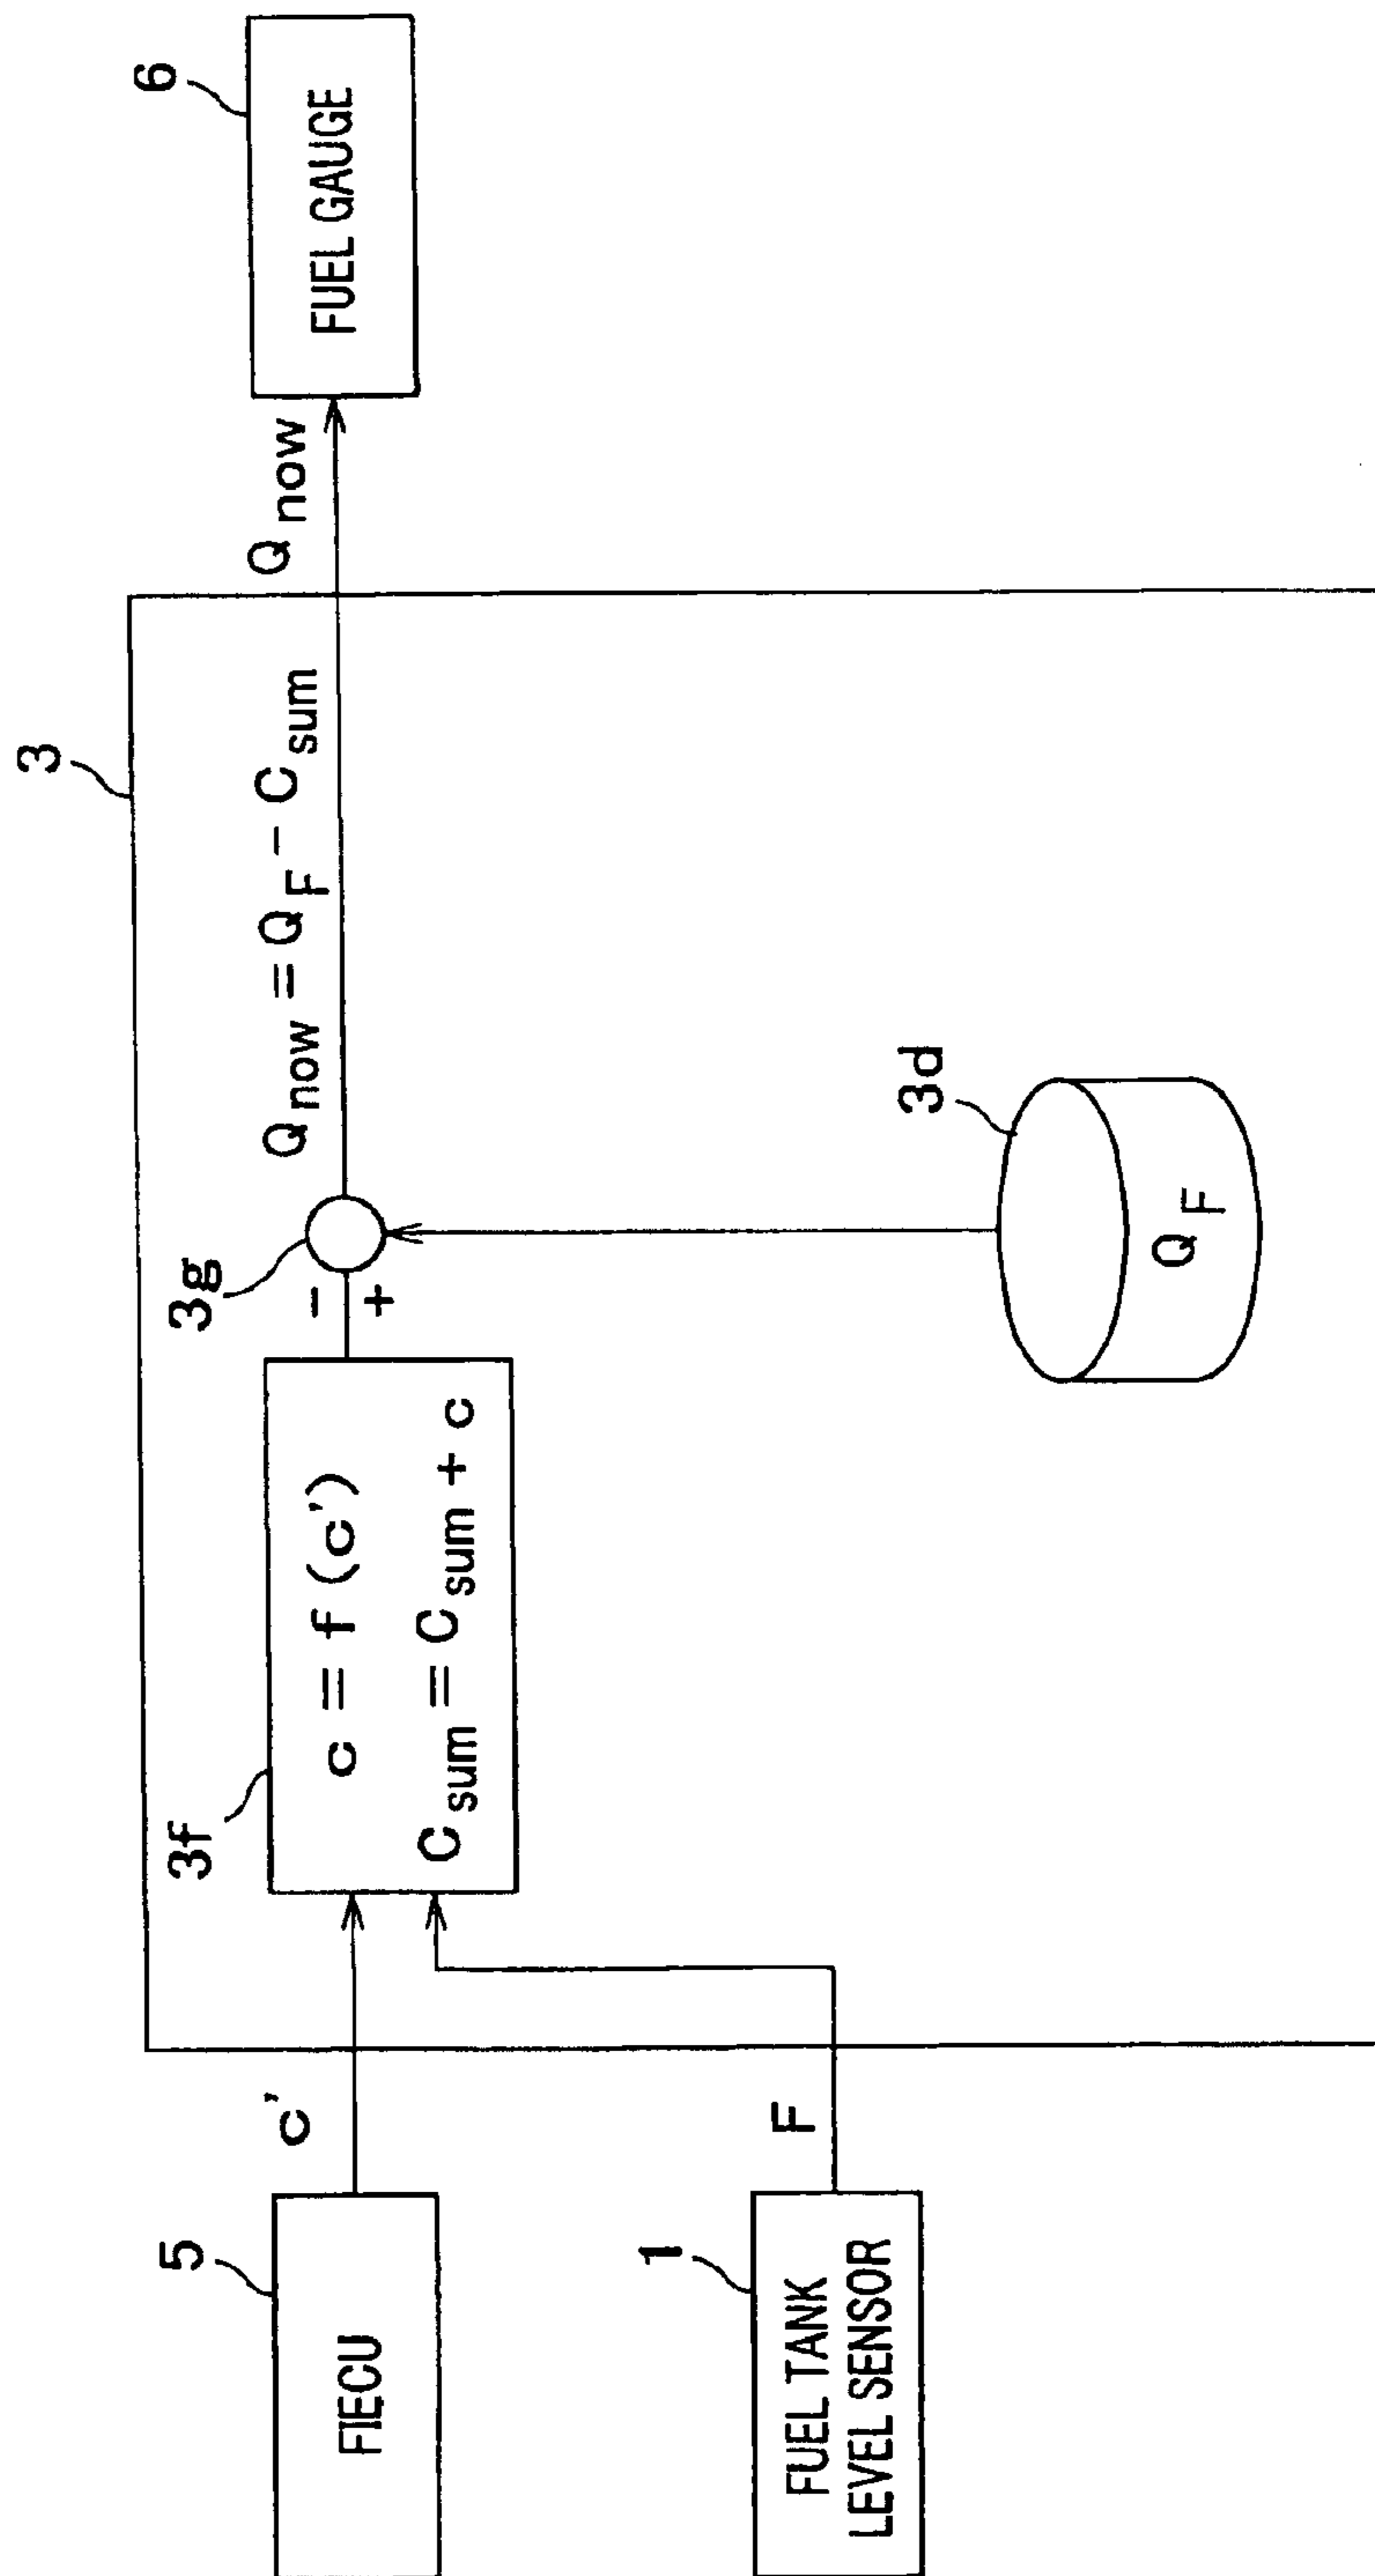 3
5
FIECU
c'
3f
c = f (c')
C sum = C sum + c
3g
−
+
Q now = Q F − C sum
Q now
6
FUEL GAUGE
1
FUEL TANK
LEVEL SENSOR
F
3d
Q F